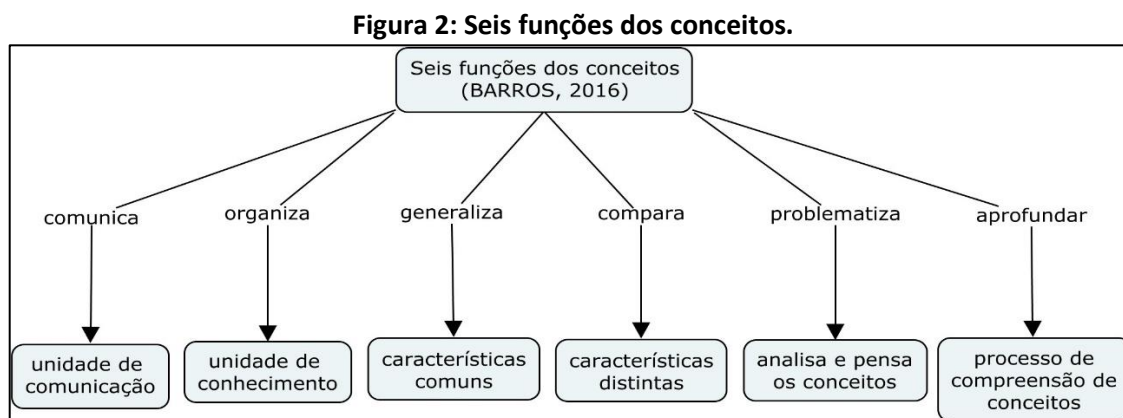 Figura 2: Seis funções dos conceitos.
Seis funções dos conceitos
(BARROS, 2016)
comunica
organiza
generaliza
compara
problematiza
aprofundar
unidade de
comunicação
unidade de
conhecimento
características
comuns
características
distintas
analisa e pensa
os conceitos
processo de
compreensão de
conceitos